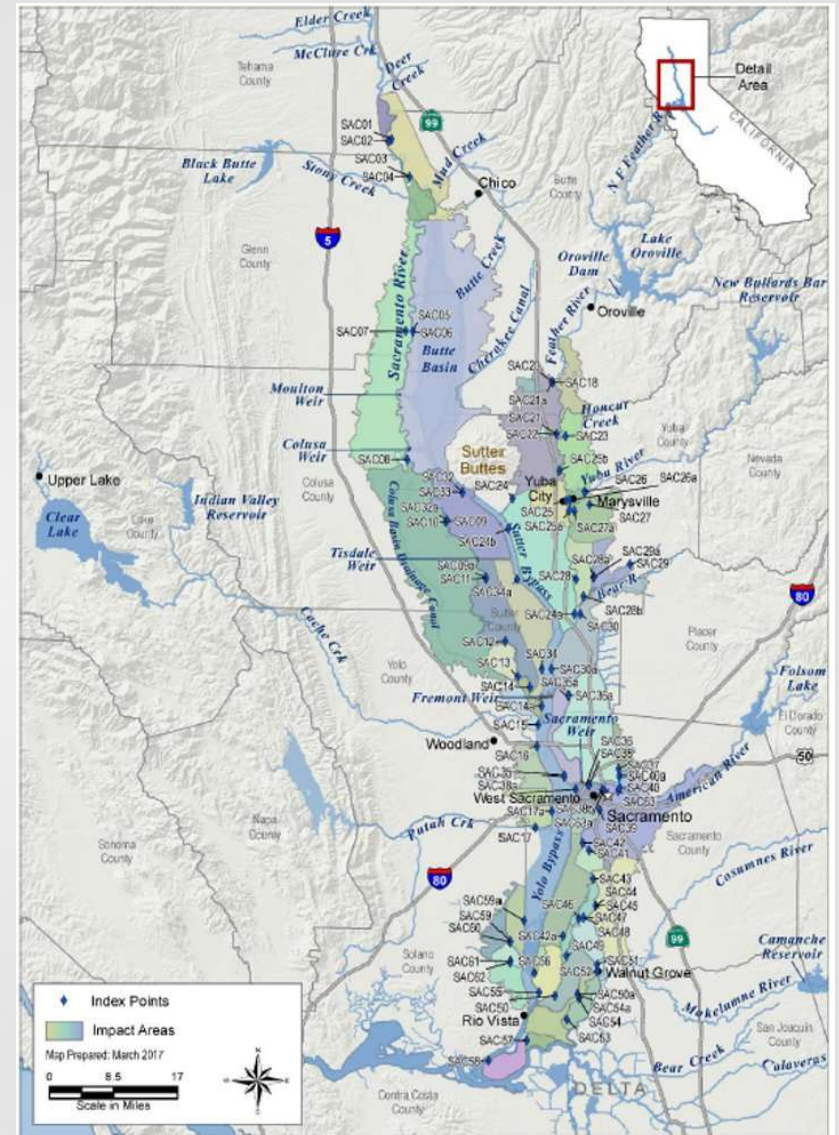 Elder Creek
McClure Crk
Deer
Creek
Tehama
County
99
Detail
Area
CALIFORNIA
SAC01
SAC02
SAC03
SAC04
Mud Creek
Black Butte
Lake
Stony Creek
Chico
Butte
County
N F Feather R
5
Glenn
County
Sacramento River
Butte Creek
Cherokee Canal
Lake
Oroville
Oroville
Dam
New Bullards Bar
Reservoir
Feather River
Oroville
SAC05
SAC06
SAC07
Butte
Basin
Moulton
Weir
Colusa
Weir
SAC08
SAC20
SAC18
SAC21a
SAC21
SAC22
SAC23
Honcut
Creek
Yuba
County
Nevada
County
SAC25b
Yuba River
Sutter
Buttes
SAC32
SAC33
SAC24
Yuba
City
SAC26
SAC26a
Marysville
SAC25
SAC25a
SAC27
SAC27a
Upper Lake
Clear
Lake
Lake
County
Indian Valley
Reservoir
Colusa
County
Colusa Basin Drainage Canal
SAC32a
SAC10
SAC09
SAC24b
Sutter Bypass
Tisdale
Weir
SAC09a
SAC11
SAC34a
SAC28
SAC28a
SAC29a
SAC29
Bear R
SAC28b
SAC24a
SAC30
80
Sutter
County
Placer
County
Cache Crk
Yolo
County
SAC12
SAC13
SAC14
SAC34
SAC30a
SAC35a
SAC36a
Fremont Weir
SAC15
Sacramento
Weir
Folsom
Lake
El Dorado
County
50
Woodland
SAC16
SAC36
SAC35
SAC37
SAC40a
SAC40
SAC63
SAC38a
West Sacramento
American River
SAC17a
SAC63a
Sacramento
SAC39
SAC17
Putah Crk
Yolo Bypass
SAC42
SAC41
Sacramento
County
Cosumnes River
Napa
County
Sonoma
County
80
SAC43
SAC44
SAC45
SAC46
SAC47
SAC48
99
SAC59a
SAC59
SAC60
SAC42a
SAC49
Solano
County
SAC61
SAC62
SAC56
SAC51
SAC52
Walnut Grove
Camanche
Reservoir
Mokelumne River
SAC55
SAC50
SAC50a
SAC54a
SAC54
SAC53
Rio Vista
SAC57
SAC58
San Joaquin
County
Bear Creek
Calaveras
DELTA
Contra Costa
County
Index Points
Impact Areas
Map Prepared: March 2017
0 8.5 17
Scale in Miles
N